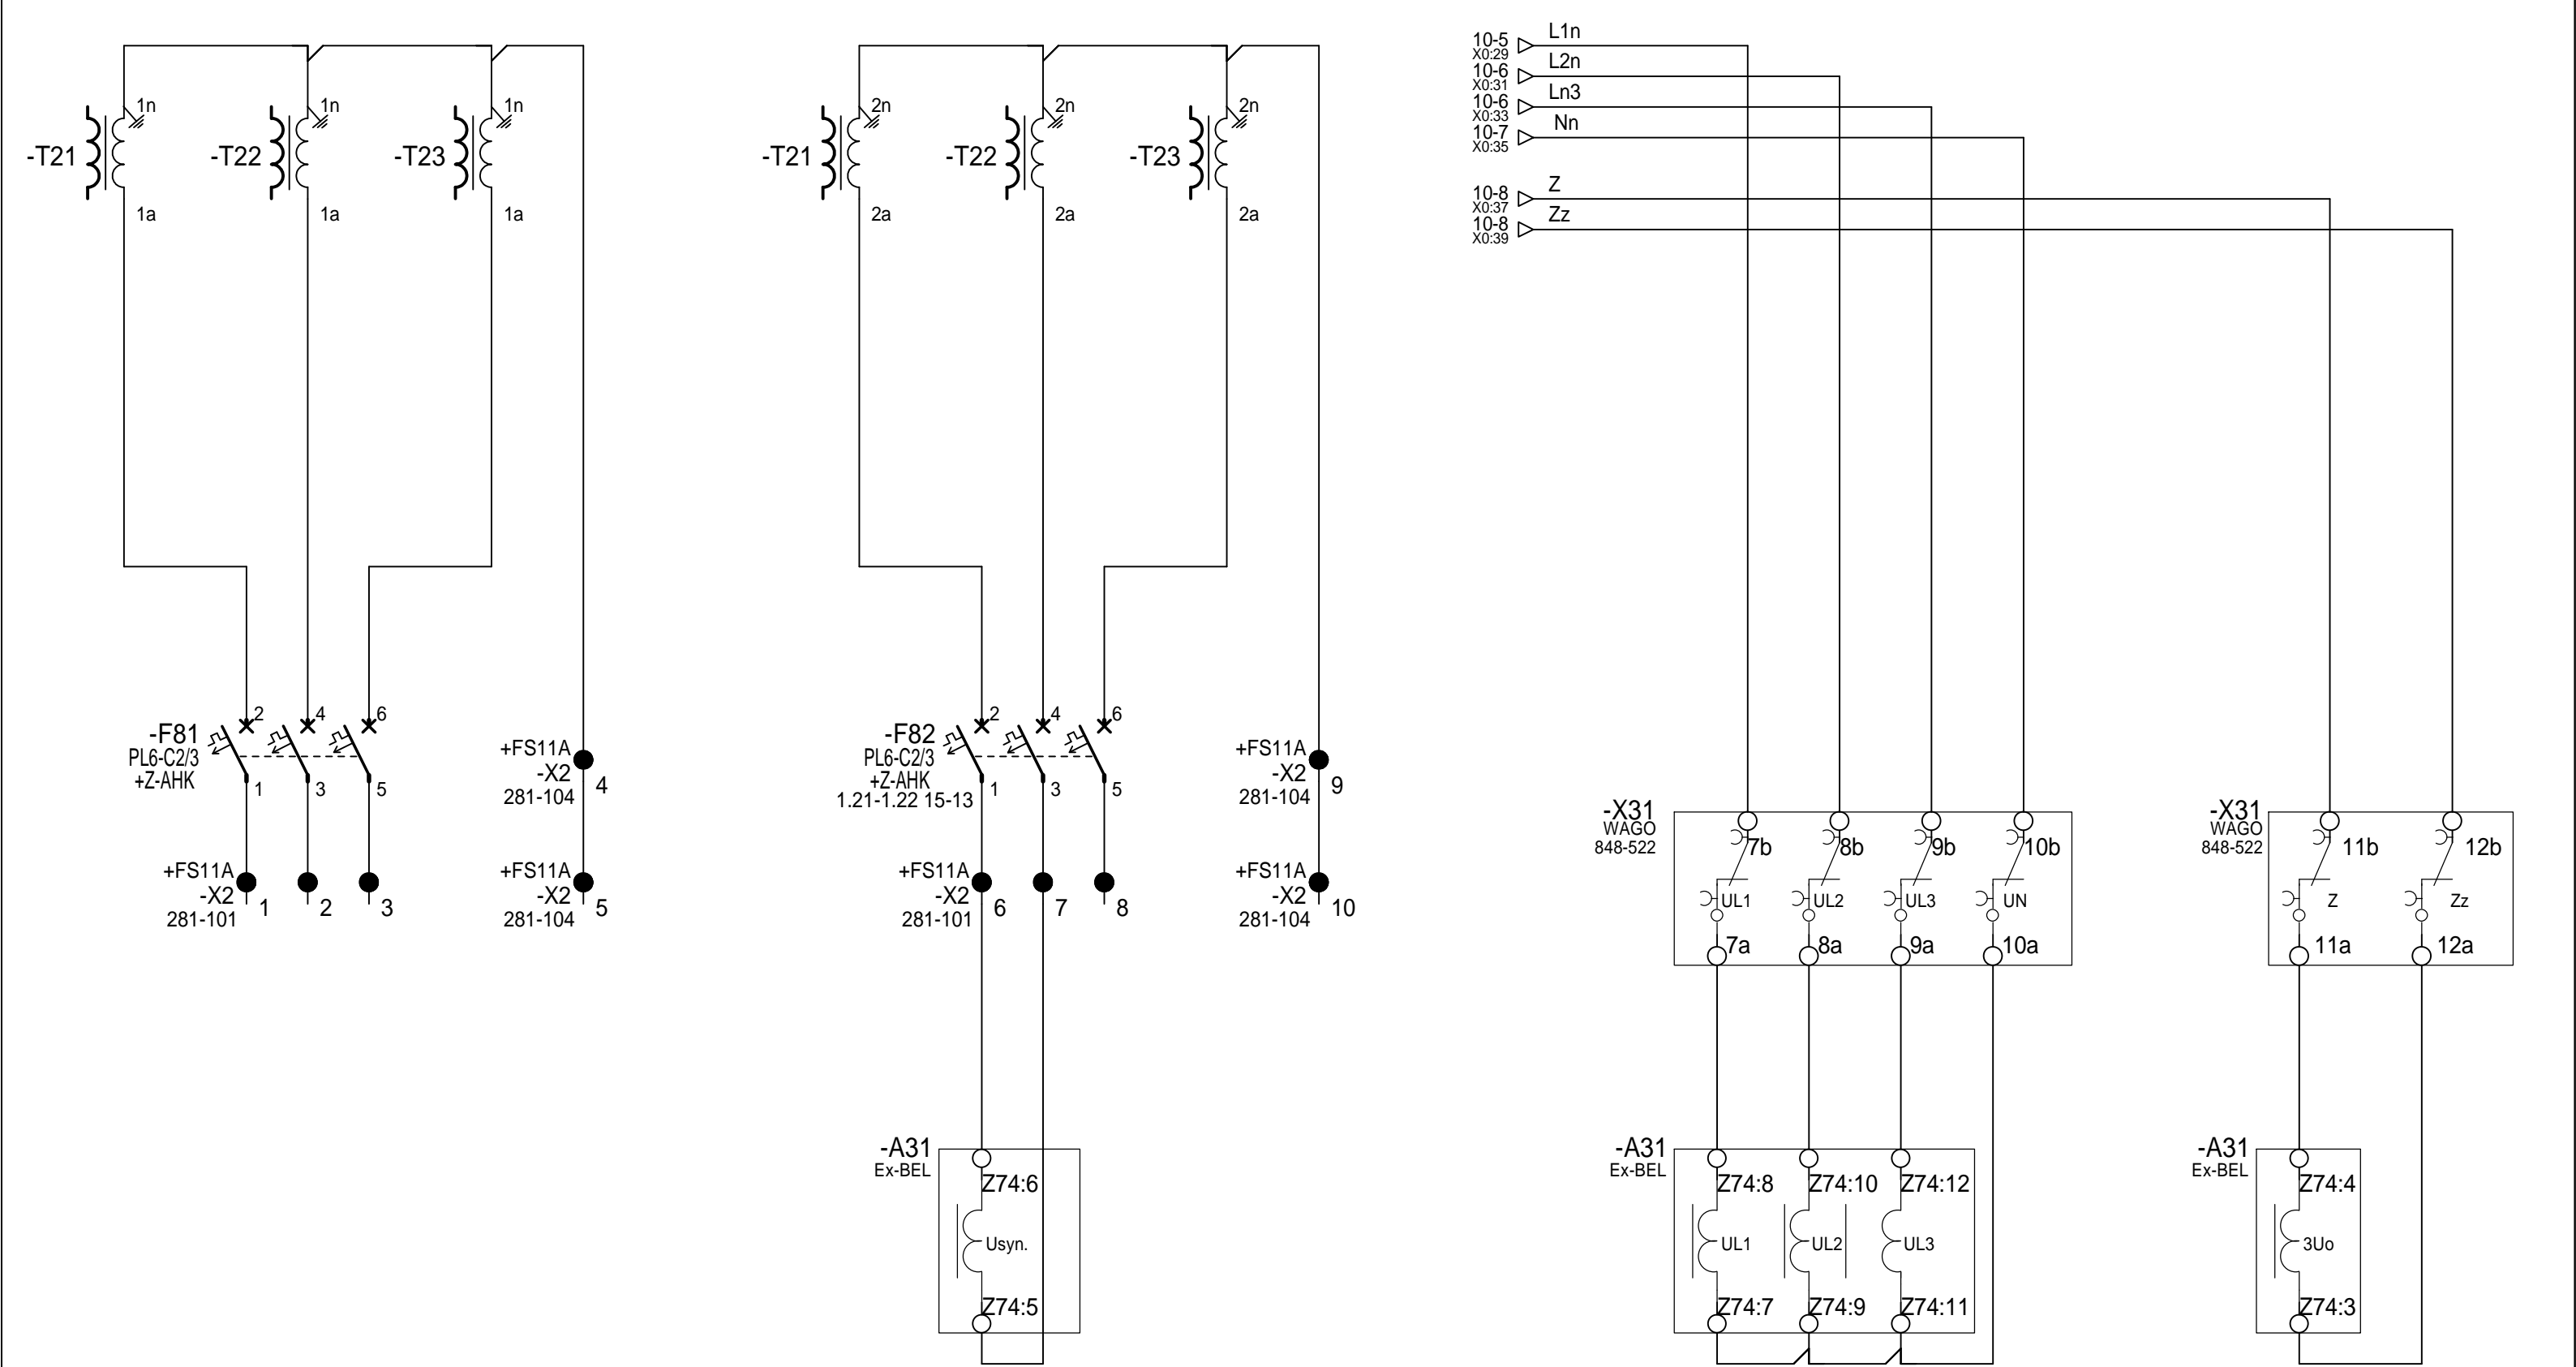 10-5 L1n
X0:29
10-6 L2n
X0:31
10-6 Ln3
X0:33
10-7 Nn
X0:35
10-8 Z
X0:37
10-8 Zz
X0:39
1n 1n 1n 2n 2n 2n
-T21 -T22 -T23 -T21 -T22 -T23
1a 1a 1a 2a 2a 2a
-F81
PL6-C2/3
+Z-AHK
2 4 6
1 3 5
+FS11A
-X2
281-104
4
+FS11A
-X2
281-101
1 2 3
+FS11A
-X2
281-104
5
-F82
PL6-C2/3
+Z-AHK
1.21-1.22 15-13
2 4 6
1 3 5
+FS11A
-X2
281-104
9
+FS11A
-X2
281-101
6 7 8
+FS11A
-X2
281-104
10
-X31
WAGO
848-522
7b 8b 9b 10b
UL1 UL2 UL3 UN
7a 8a 9a 10a
-X31
WAGO
848-522
11b 12b
Z Zz
11a 12a
-A31
Ex-BEL
Z74:6
Usyn.
Z74:5
-A31
Ex-BEL
Z74:8 Z74:10 Z74:12
UL1 UL2 UL3
Z74:7 Z74:9 Z74:11
-A31
Ex-BEL
Z74:4
3Uo
Z74:3